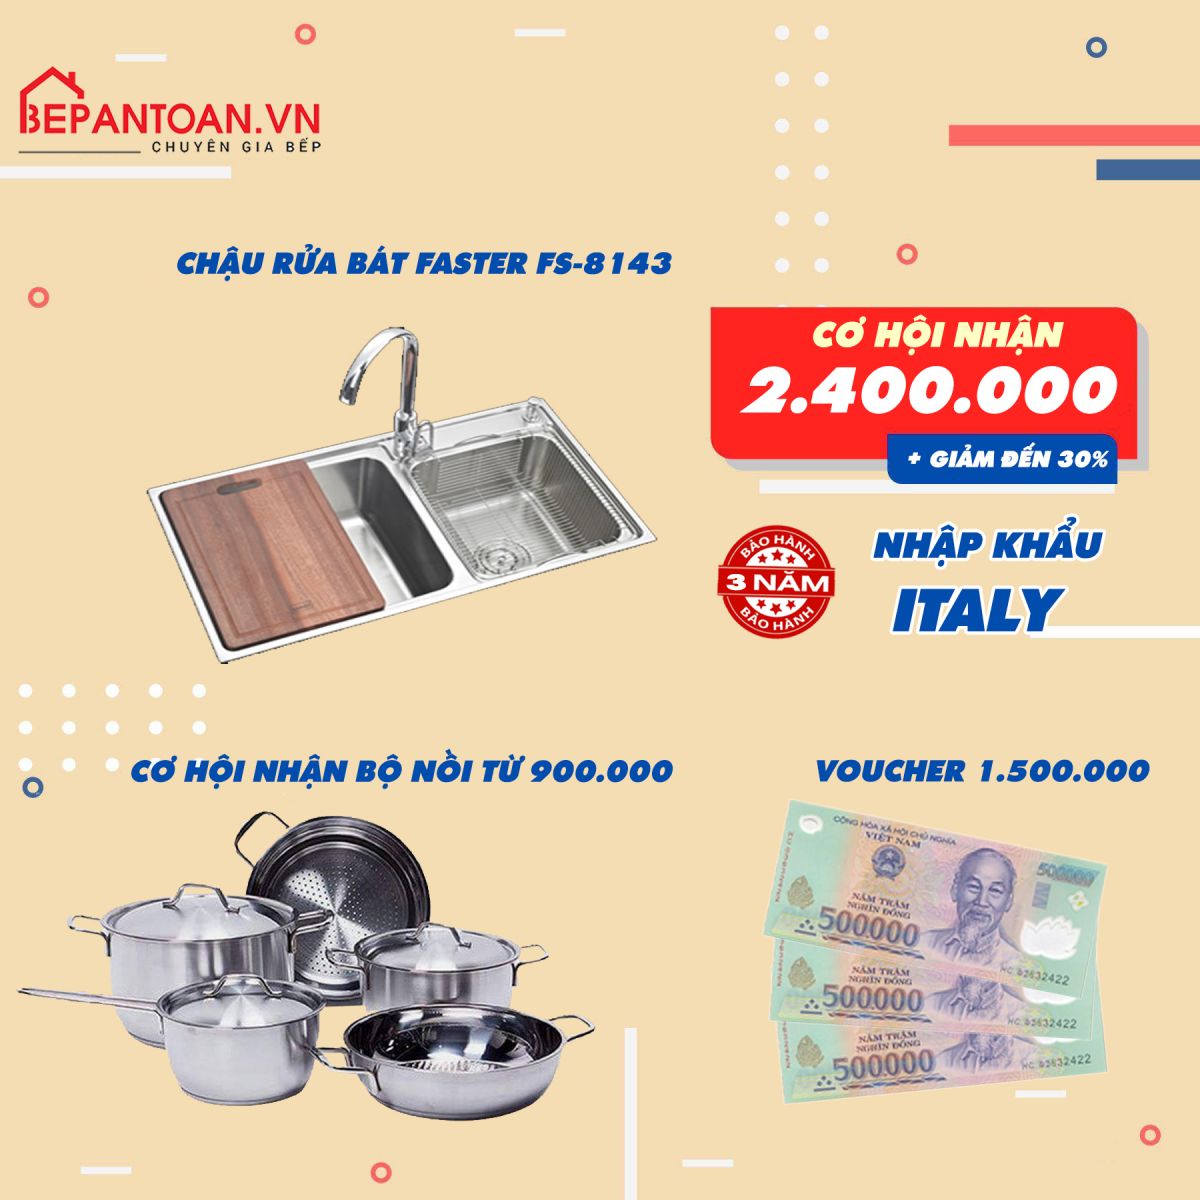 BEPANTOAN.VN
CHUYÊN GIA BẾP
CHẬU RỬA BÁT FASTER FS-8143
CƠ HỘI NHẬN
2.400.000
+ GIẢM ĐẾN 30%
BẢO HÀNH
3 NĂM
BẢO HÀNH
NHẬP KHẨU
ITALY
CƠ HỘI NHẬN BỘ NỒI TỪ 900.000
VOUCHER 1.500.000
CỘNG HÒA XÃ HỘI CHỦ NGHĨA
VIỆT NAM
500000
NĂM TRĂM
NGHÌN ĐỒNG
500000
NĂM TRĂM
NGHÌN ĐỒNG
500000
NĂM TRĂM
NGHÌN ĐỒNG
500000